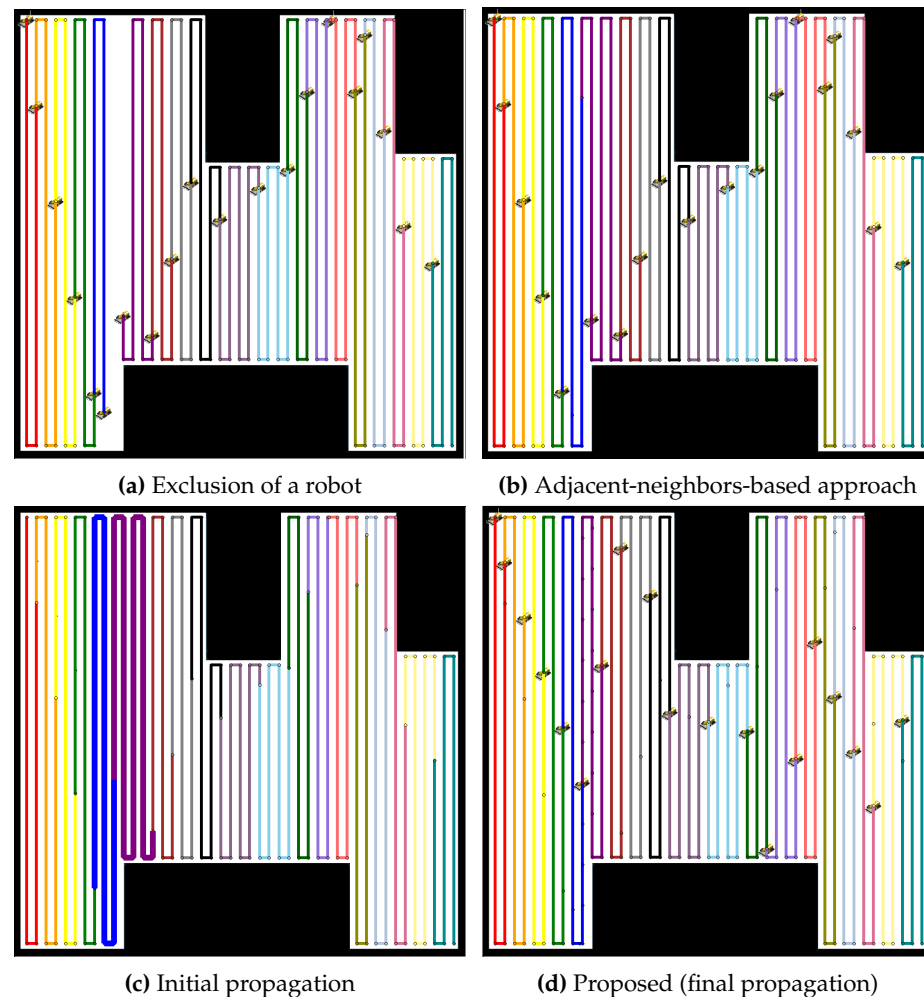 (a) Exclusion of a robot
(b) Adjacent-neighbors-based approach
(c) Initial propagation
(d) Proposed (final propagation)